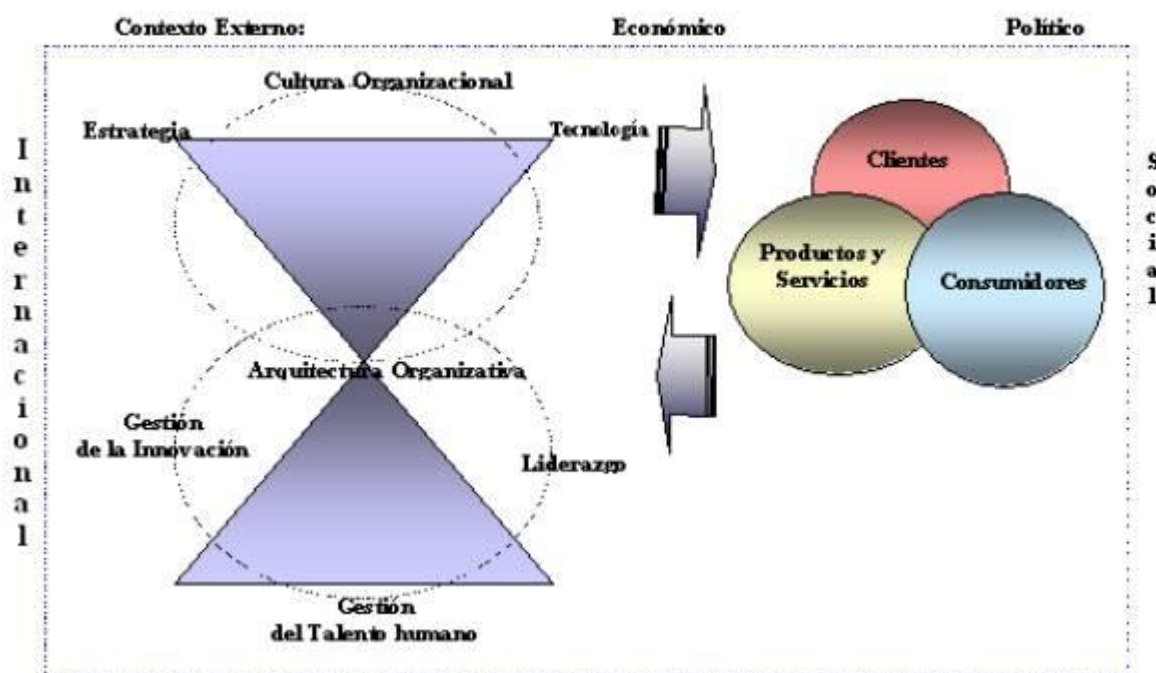 Contexto Externo: Económico Político
Cultura Organizacional
Estrategia
Tecnología
Internacional
Social
Clientes
Productos y
Servicios
Consumidores
Arquitectura Organizativa
Gestión
de la Innovación
Liderazgo
Gestión
del Talento humano